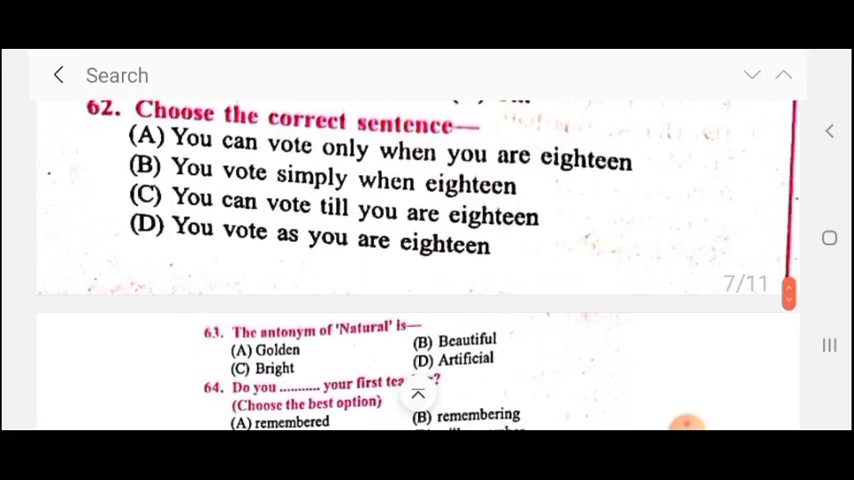 Search
62. Choose the correct sentence—
(A) You can vote only when you are eighteen
(B) You vote simply when eighteen
(C) You can vote till you are eighteen
(D) You vote as you are eighteen
7/11
63. The antonym of 'Natural' is—
(A) Golden (B) Beautiful
(C) Bright (D) Artificial
64. Do you ........... your first ?
(Choose the best option)
(A) remembered (B) remembering